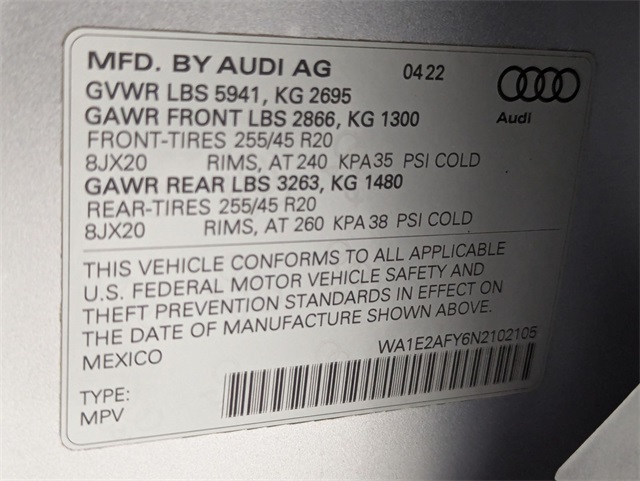 MFD. BY AUDI AG 04 22
GVWR LBS 5941, KG 2695
GAWR FRONT LBS 2866, KG 1300
Audi
FRONT-TIRES 255/45 R20
8JX20 RIMS, AT 240 KPA 35 PSI COLD
GAWR REAR LBS 3263, KG 1480
REAR-TIRES 255/45 R20
8JX20 RIMS, AT 260 KPA 38 PSI COLD
THIS VEHICLE CONFORMS TO ALL APPLICABLE
U.S. FEDERAL MOTOR VEHICLE SAFETY AND
THEFT PREVENTION STANDARDS IN EFFECT ON
THE DATE OF MANUFACTURE SHOWN ABOVE.
MEXICO WA1E2AFY6N2102105
TYPE:
MPV